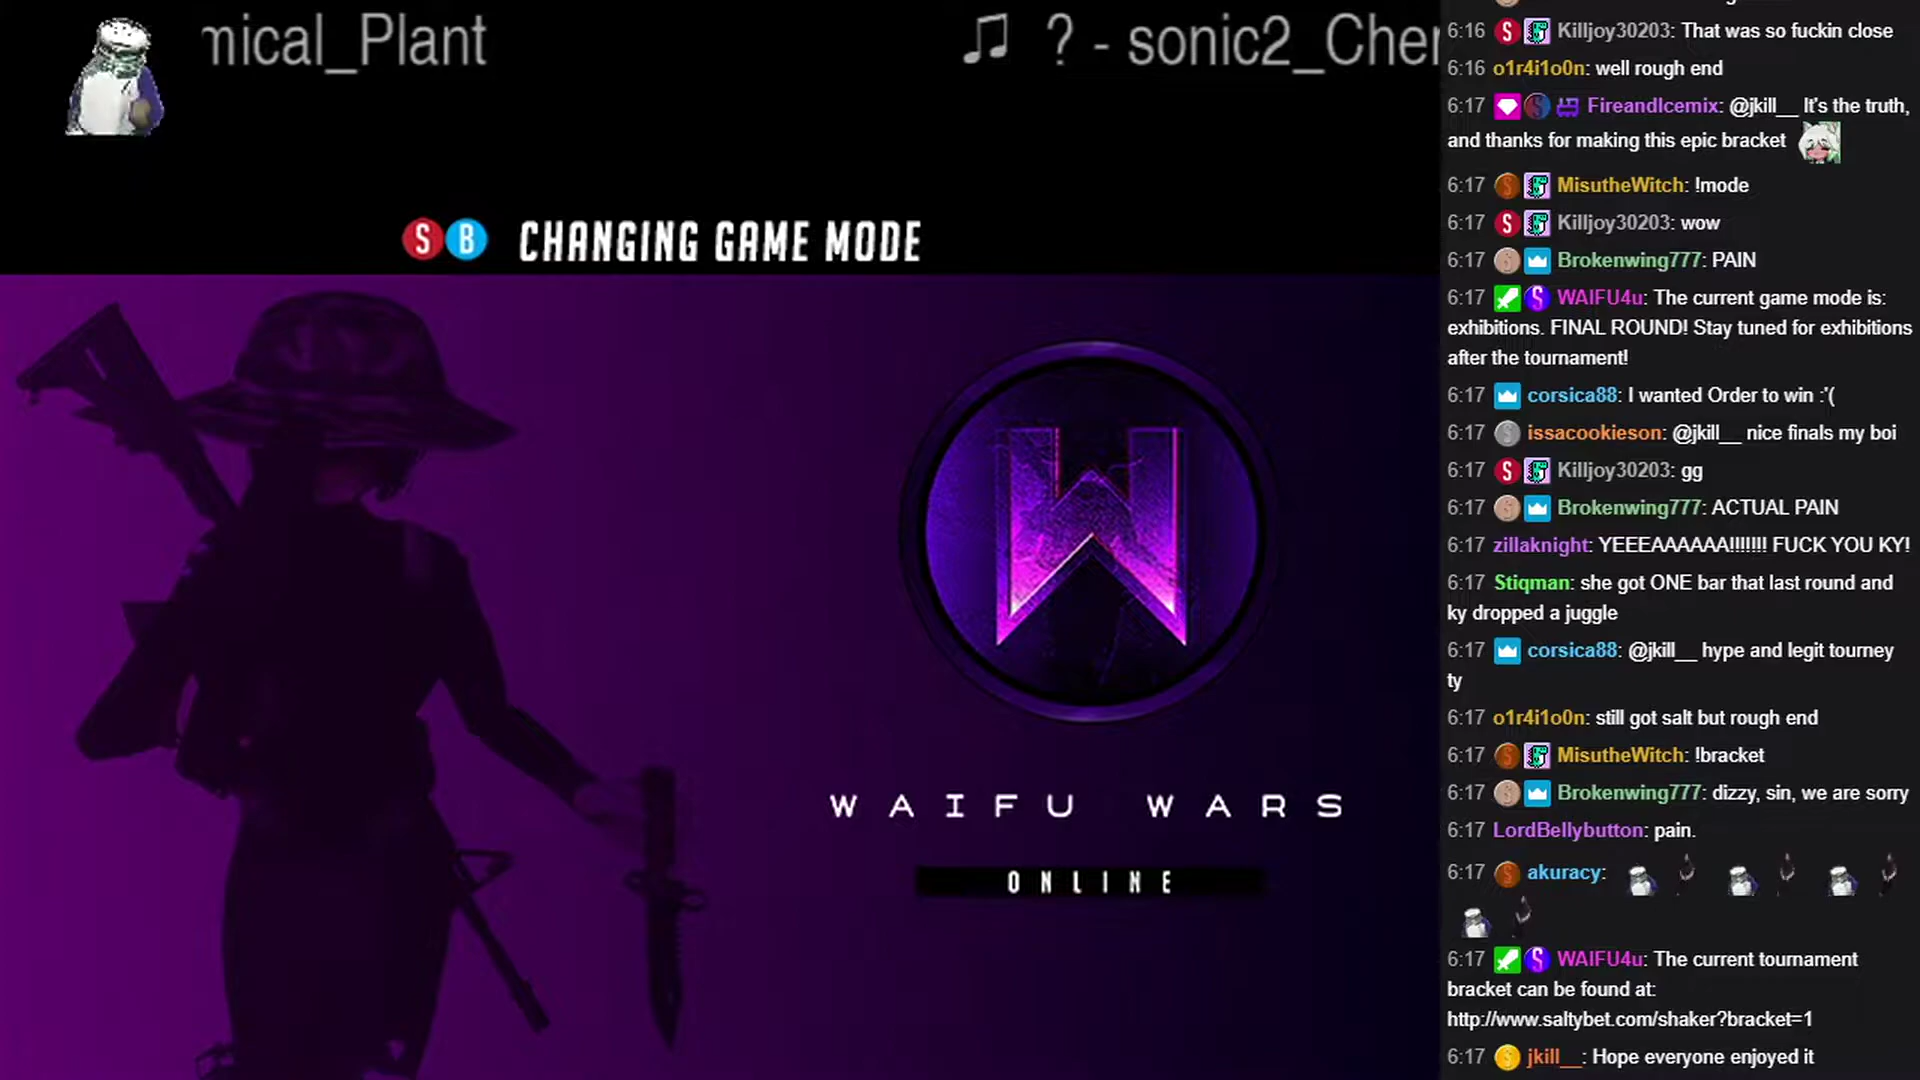 mical_Plant
♫ ? - sonic2_Cher
S B CHANGING GAME MODE
W
WAIFU WARS
ONLINE
6:16 Killjoy30203: That was so fuckin close
6:16 o1r4i1o0n: well rough end
6:17 FireandIcemix: @jkill__ It's the truth,
and thanks for making this epic bracket
6:17 MisutheWitch: !mode
6:17 Killjoy30203: wow
6:17 Brokenwing777: PAIN
6:17 WAIFU4u: The current game mode is:
exhibitions. FINAL ROUND! Stay tuned for exhibitions
after the tournament!
6:17 corsica88: I wanted Order to win :'(
6:17 issacookieson: @jkill__ nice finals my boi
6:17 Killjoy30203: gg
6:17 Brokenwing777: ACTUAL PAIN
6:17 zillaknight: YEEEAAAAAA!!!!!!! FUCK YOU KY!
6:17 Stiqman: she got ONE bar that last round and
ky dropped a juggle
6:17 corsica88: @jkill__ hype and legit tourney
ty
6:17 o1r4i1o0n: still got salt but rough end
6:17 MisutheWitch: !bracket
6:17 Brokenwing777: dizzy, sin, we are sorry
6:17 LordBellybutton: pain.
6:17 akuracy:
6:17 WAIFU4u: The current tournament
bracket can be found at:
http://www.saltybet.com/shaker?bracket=1
6:17 jkill__: Hope everyone enjoyed it